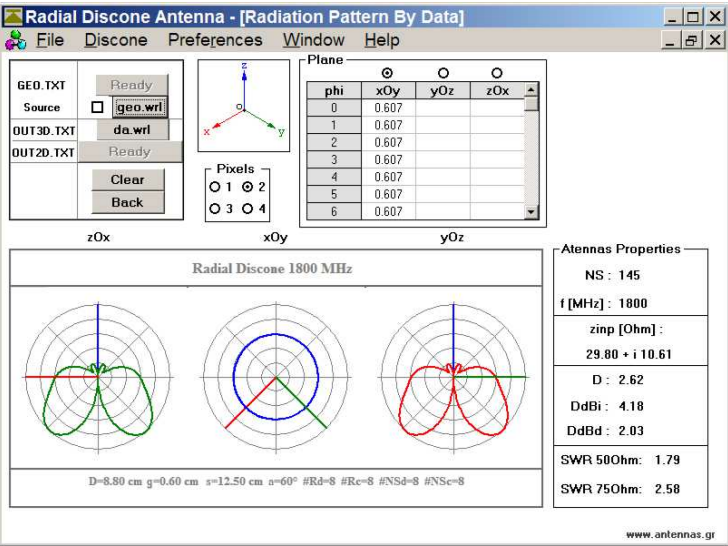 Radial Discone Antenna - [Radiation Pattern By Data]
File Discone Preferences Window Help
GEO.TXT Ready
Source geo.wrl
OUT3D.TXT da.wrl
OUT2D.TXT Ready
Clear
Back
z
O
x y
Pixels
1 2
3 4
Plane
phi xOy yOz zOx
0 0.607
1 0.607
2 0.607
3 0.607
4 0.607
5 0.607
6 0.607
zOx xOy yOz
Radial Discone 1800 MHz
D=8.80 cm g=0.60 cm s=12.50 cm a=60° #Rd=8 #Rc=8 #NSd=8 #NSc=8
Atennas Properties
NS : 145
f [MHz] : 1800
zinp [Ohm] :
29.80 + i 10.61
D : 2.62
DdBi : 4.18
DdBd : 2.03
SWR 50Ohm: 1.79
SWR 75Ohm: 2.58
www.antennas.gr